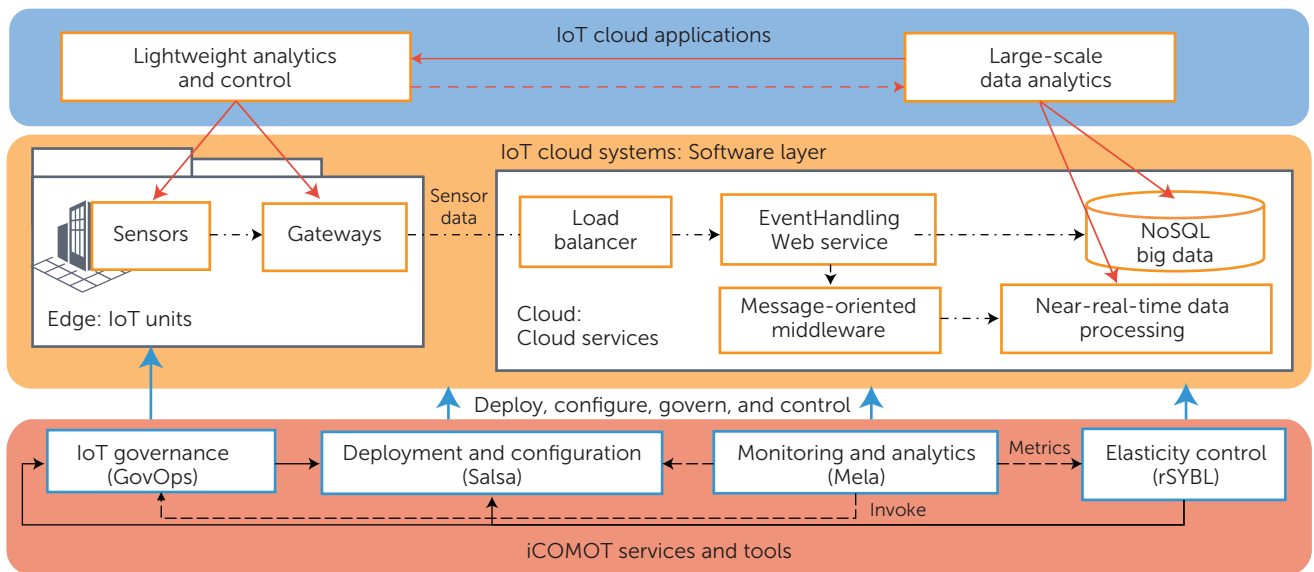 IoT cloud applications
Lightweight analytics
and control
Large-scale
data analytics
IoT cloud systems: Software layer
Sensors
Gateways
Edge: IoT units
Sensor
data
Load
balancer
EventHandling
Web service
NoSQL
big data
Message-oriented
middleware
Near-real-time data
processing
Cloud:
Cloud services
Deploy, configure, govern, and control
IoT governance
(GovOps)
Deployment and configuration
(Salsa)
Monitoring and analytics
(Mela)
Metrics
Elasticity control
(rSYBL)
Invoke
iCOMOT services and tools